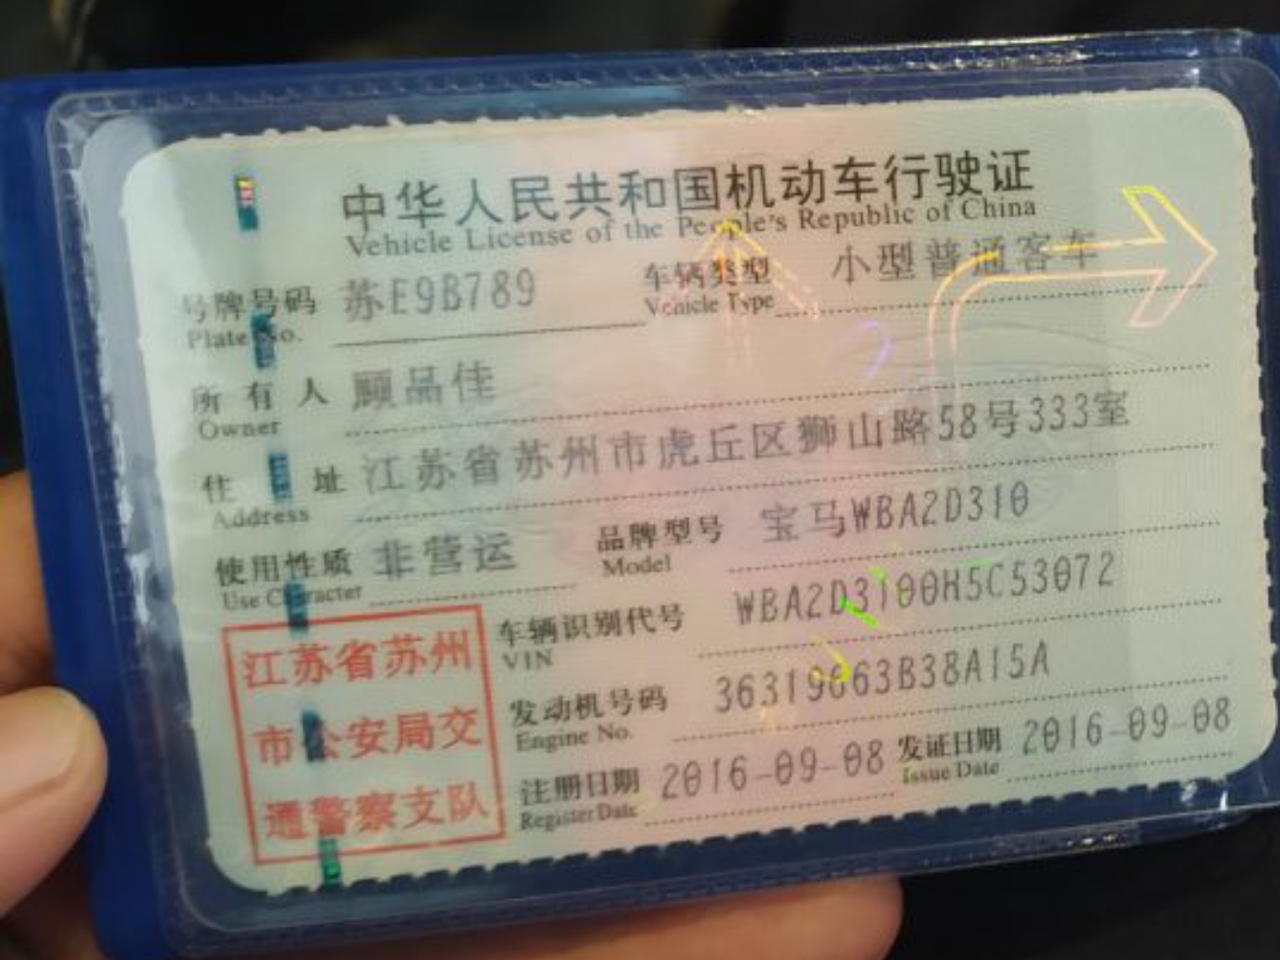 中华人民共和国机动车行驶证
Vehicle License of the People's Republic of China
号牌号码 苏E9B789 车辆类型 小型普通客车
Plate No. Vehicle Type
所有人 顾品佳
Owner
住址 江苏省苏州市虎丘区狮山路58号333室
Address
使用性质 非营运 品牌型号 宝马WBA2D310
Use Character Model
车辆识别代号 WBA2D3100H5C53072
VIN
发动机号码 36319863B38A15A
Engine No.
注册日期 2016-09-08 发证日期 2016-09-08
Register Date Issue Date
江苏省苏州
市公安局交
通警察支队